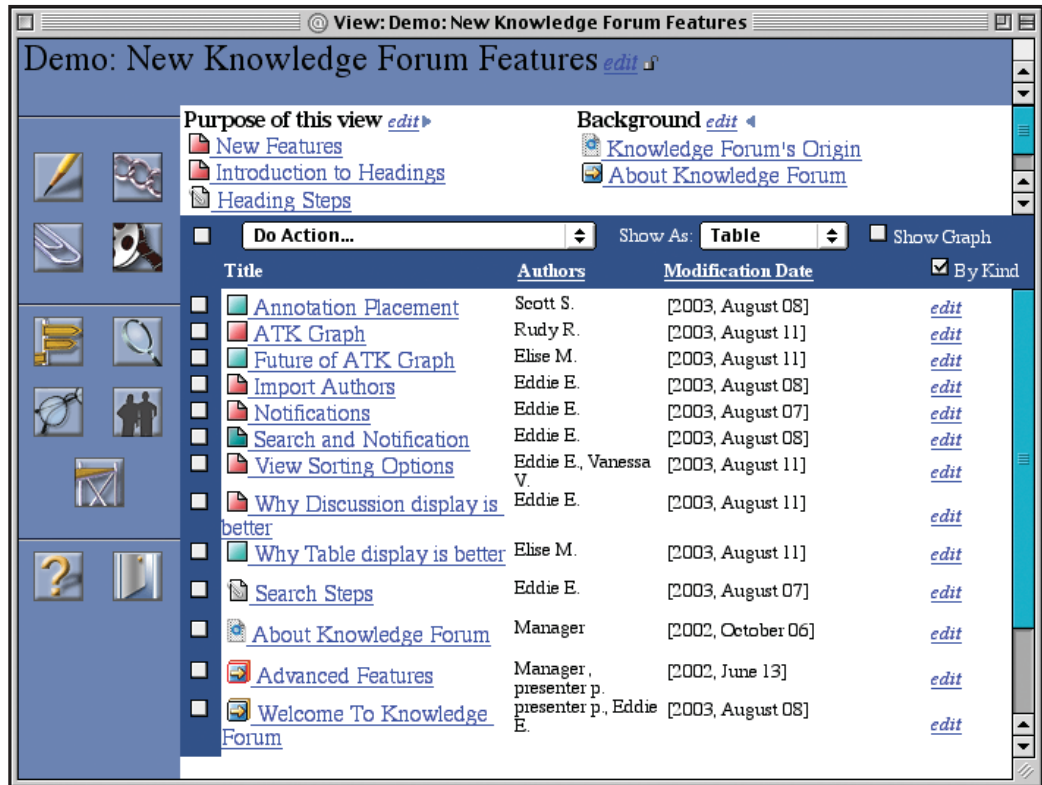 View: Demo: New Knowledge Forum Features
Demo: New Knowledge Forum Features edit
Purpose of this view edit
New Features
Introduction to Headings
Heading Steps
Background edit
Knowledge Forum's Origin
About Knowledge Forum
Do Action... Show As: Table Show Graph
Title Authors Modification Date By Kind
Annotation Placement Scott S. [2003, August 08] edit
ATK Graph Rudy R. [2003, August 11] edit
Future of ATK Graph Elise M. [2003, August 11] edit
Import Authors Eddie E. [2003, August 08] edit
Notifications Eddie E. [2003, August 07] edit
Search and Notification Eddie E. [2003, August 08] edit
View Sorting Options Eddie E., Vanessa [2003, August 11] edit
V.
Why Discussion display is Eddie E. [2003, August 11]
better edit
Why Table display is better Elise M. [2003, August 11] edit
Search Steps Eddie E. [2003, August 07] edit
About Knowledge Forum Manager [2002, October 06] edit
Advanced Features Manager, [2002, June 13] edit
presenter p.
Welcome To Knowledge presenter p., Eddie [2003, August 08]
Forum E. edit